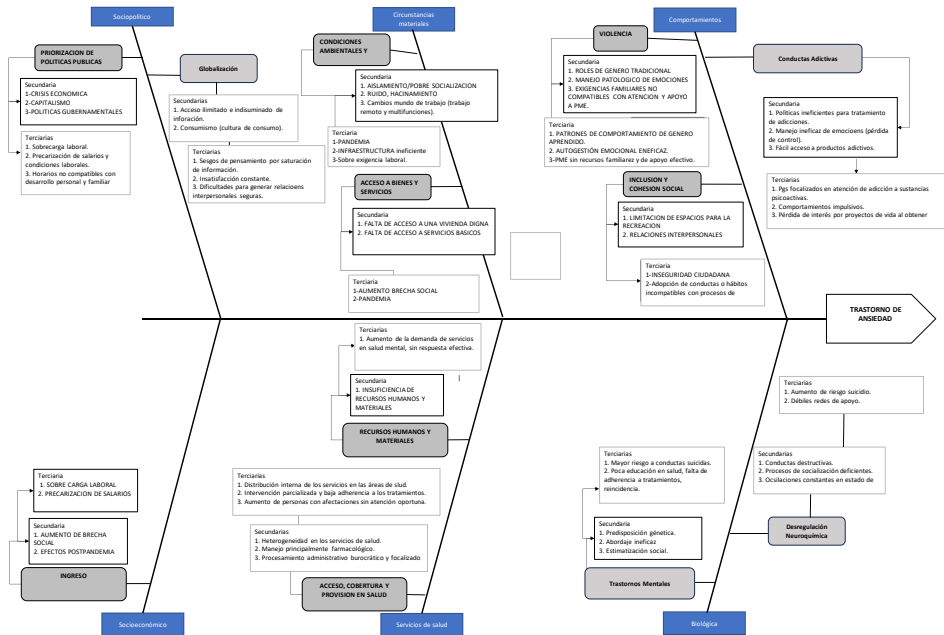 Sociopolítico
PRIORIZACION DE
POLITICAS PUBLICAS
Secundaria
1-CRISIS ECONOMICA
2-CAPITALISMO
3-POLITICAS GUBERNAMENTALES
Terciarias
1. Sobrecarga laboral.
2. Precarización de salarios y
condiciones laborales.
3. Horarios no compatibles con
desarrollo personal y familiar
Globalización
Secundarias
1. Acceso ilimitado e indisuminado de
inforación.
2. Consumismo (cultura de consumo).
Terciarias
1. Sesgos de pensamiento por saturación
de información.
2. Insatisfacción constante.
3. Dificultades para generar relacioens
interpersonales seguras.
Circunstancias
materiales
CONDICIONES
AMBIENTALES Y
Secundaria
1. AISLAMIENTO/POBRE SOCIALIZACION
2. RUIDO, HACINAMIENTO
3. Cambios mundo de trabajo (trabajo
remoto y multifunciones).
Terciaria
1-PANDEMIA
2-INFRAESTRUCTURA ineficiente
3-Sobre exigencia laboral.
ACCESO A BIENES Y
SERVICIOS
Secundaria
1. FALTA DE ACCESO A UNA VIVIENDA DIGNA
2. FALTA DE ACCESO A SERVICIOS BASICOS
Terciaria
1-AUMENTO BRECHA SOCIAL
2-PANDEMIA
Comportamientos
VIOLENCIA
Secundaria
1. ROLES DE GENERO TRADICIONAL
2. MANEJO PATOLOGICO DE EMOCIONES
3. EXIGENCIAS FAMILIARES NO
COMPATIBLES CON ATENCION Y APOYO
A PME.
Terciaria
1. PATRONES DE COMPORTAMIENTO DE GENERO
APRENDIDO.
2. AUTOGESTIÓN EMOCIONAL ENEFICAZ.
3-PME sin recursos familiarez y de apoyo efectivo.
INCLUSION Y
COHESION SOCIAL
Secundaria
1. LIMITACION DE ESPACIOS PARA LA
RECREACION
2. RELACIONES INTERPERSONALES
Terciaria
1-INSEGURIDAD CIUDADANA
2-Adopción de conductas o hábitos
incompatibles con procesos de
Conductas Adictivas
Secundaria
1. Políticas ineficientes para tratamiento
de adicciones.
2. Manejo ineficaz de emocioens (pérdida
de control).
3. Fácil acceso a productos adictivos.
Terciarias
1. Pgs focalizados en atención de adicción a sustancias
psicoactivas.
2. Comportamientos impulsivos.
3. Pérdida de interés por proyectos de vida al obtener
TRASTORNO DE
ANSIEDAD
Terciaria
1. SOBRE CARGA LABORAL
2. PRECARIZACION DE SALARIOS
Secundaria
1. AUMENTO DE BRECHA
SOCIAL
2. EFECTOS POSTPANDEMIA
INGRESO
Socioeconómico
Terciarias
1. Aumento de la demanda de servicios
en salud mental, sin respuesta efectiva.
Secundaria
1. INSUFICIENCIA DE
RECURSOS HUMANOS Y
MATERIALES
RECURSOS HUMANOS Y
MATERIALES
Terciarias
1. Distribución interna de los servicios en las áreas de slud.
2. Intervención parcializada y baja adherencia a los tratamientos.
3. Aumento de personas con afectaciones sin atención oportuna.
Secundarias
1. Heterogeneidad en los servicios de salud.
2. Manejo principalmente farmacológico.
3. Procesamiento administrativo burocrático y focalizado
ACCESO, COBERTURA Y
PROVISION EN SALUD
Servicios de salud
Terciarias
1. Mayor riesgo a conductas suicidas.
2. Poca educación en salud, falta de
adherencia a tratamientos,
reincidencia.
Secundaria
1. Predisposición génetica.
2. Abordaje ineficaz
3. Estimatización social.
Trastornos Mentales
Terciarias
1. Aumento de riesgo suicidio.
2. Débiles redes de apoyo.
Secundaria
1. Conductas destructivas.
2. Procesos de socialización deficientes.
3. Ocsilaciones constantes en estado de
Desregulación
Neuroquímica
Biológica